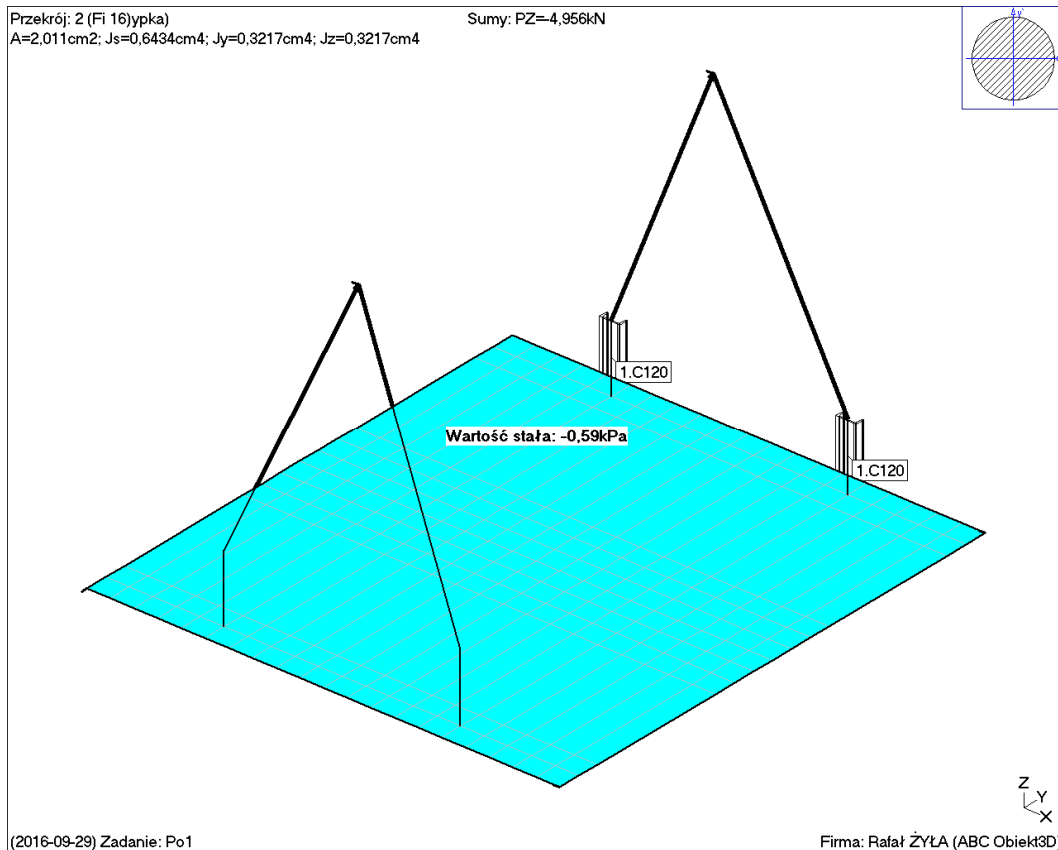 Przekrój: 2 (Fi 16)ypka)
Sumy: PZ=-4,956kN
A=2,011cm2; Js=0,6434cm4; Jy=0,3217cm4; Jz=0,3217cm4
1.C120
Wartość stała: -0,59kPa
1.C120
Z
Y
X
(2016-09-29) Zadanie: Po1
Firma: Rafał ŻYŁA (ABC Obiekt3D)